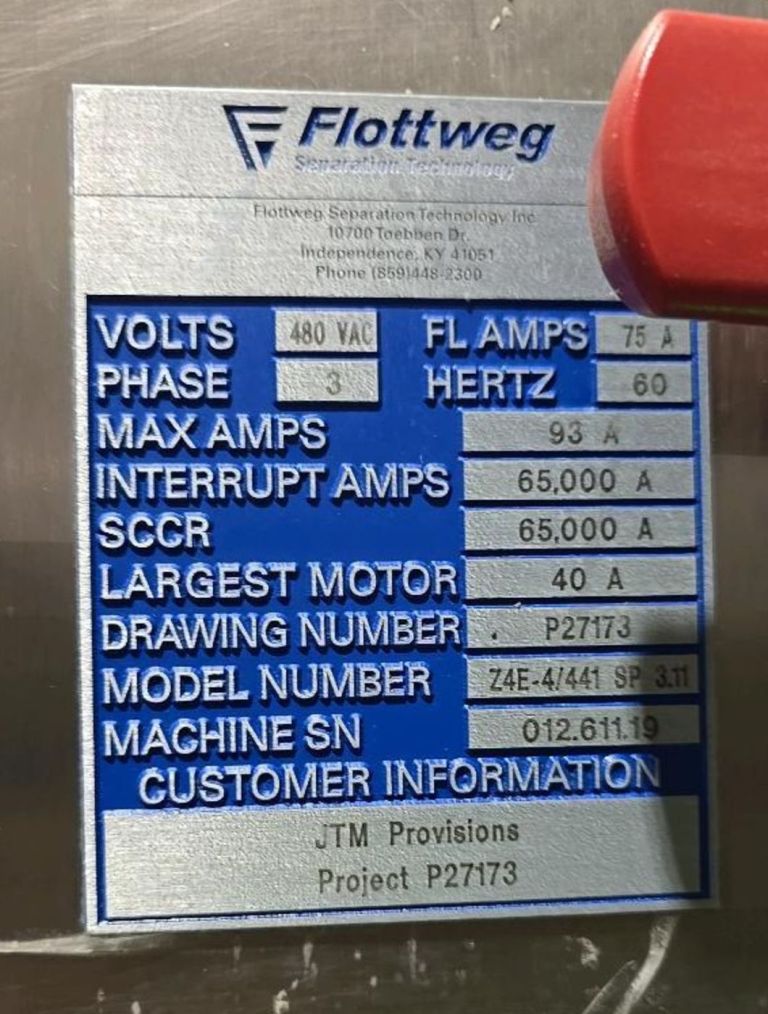 Flottweg
Separation Technology
Flottweg Separation Technology Inc
10700 Toebben Dr.
Independence, KY 41051
Phone (859)448-2300
VOLTS 480 VAC FL AMPS 75 A
PHASE 3 HERTZ 60
MAX AMPS 93 A
INTERRUPT AMPS 65,000 A
SCCR 65,000 A
LARGEST MOTOR 40 A
DRAWING NUMBER P27173
MODEL NUMBER Z4E-4/441 SP 3.11
MACHINE SN 012.611.19
CUSTOMER INFORMATION
JTM Provisions
Project P27173